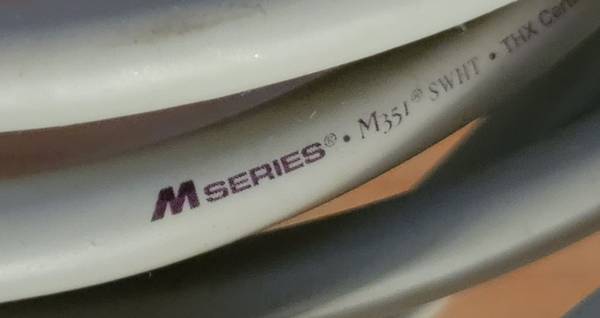 M SERIES® • M351® SWHT • THX